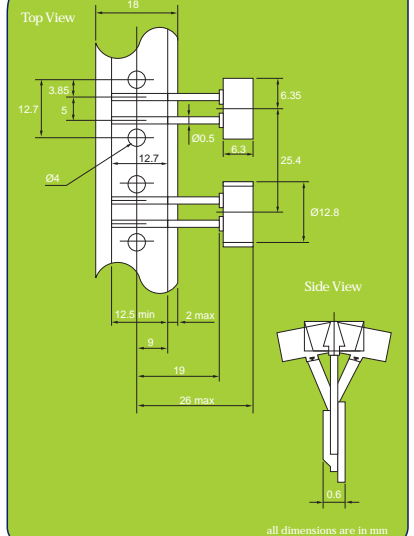 18
Top View
3.85
12.7
5
6.35
Ø0.5
6.3
12.7
25.4
Ø4
Ø12.8
12.5 min
2 max
9
Side View
19
26 max
0.6
all dimensions are in mm